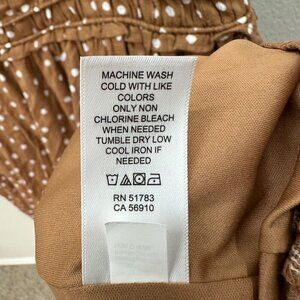 MACHINE WASH
COLD WITH LIKE
COLORS
ONLY NON
CHLORINE BLEACH
WHEN NEEDED
TUMBLE DRY LOW
COOL IRON IF
NEEDED
RN 51783
CA 56910